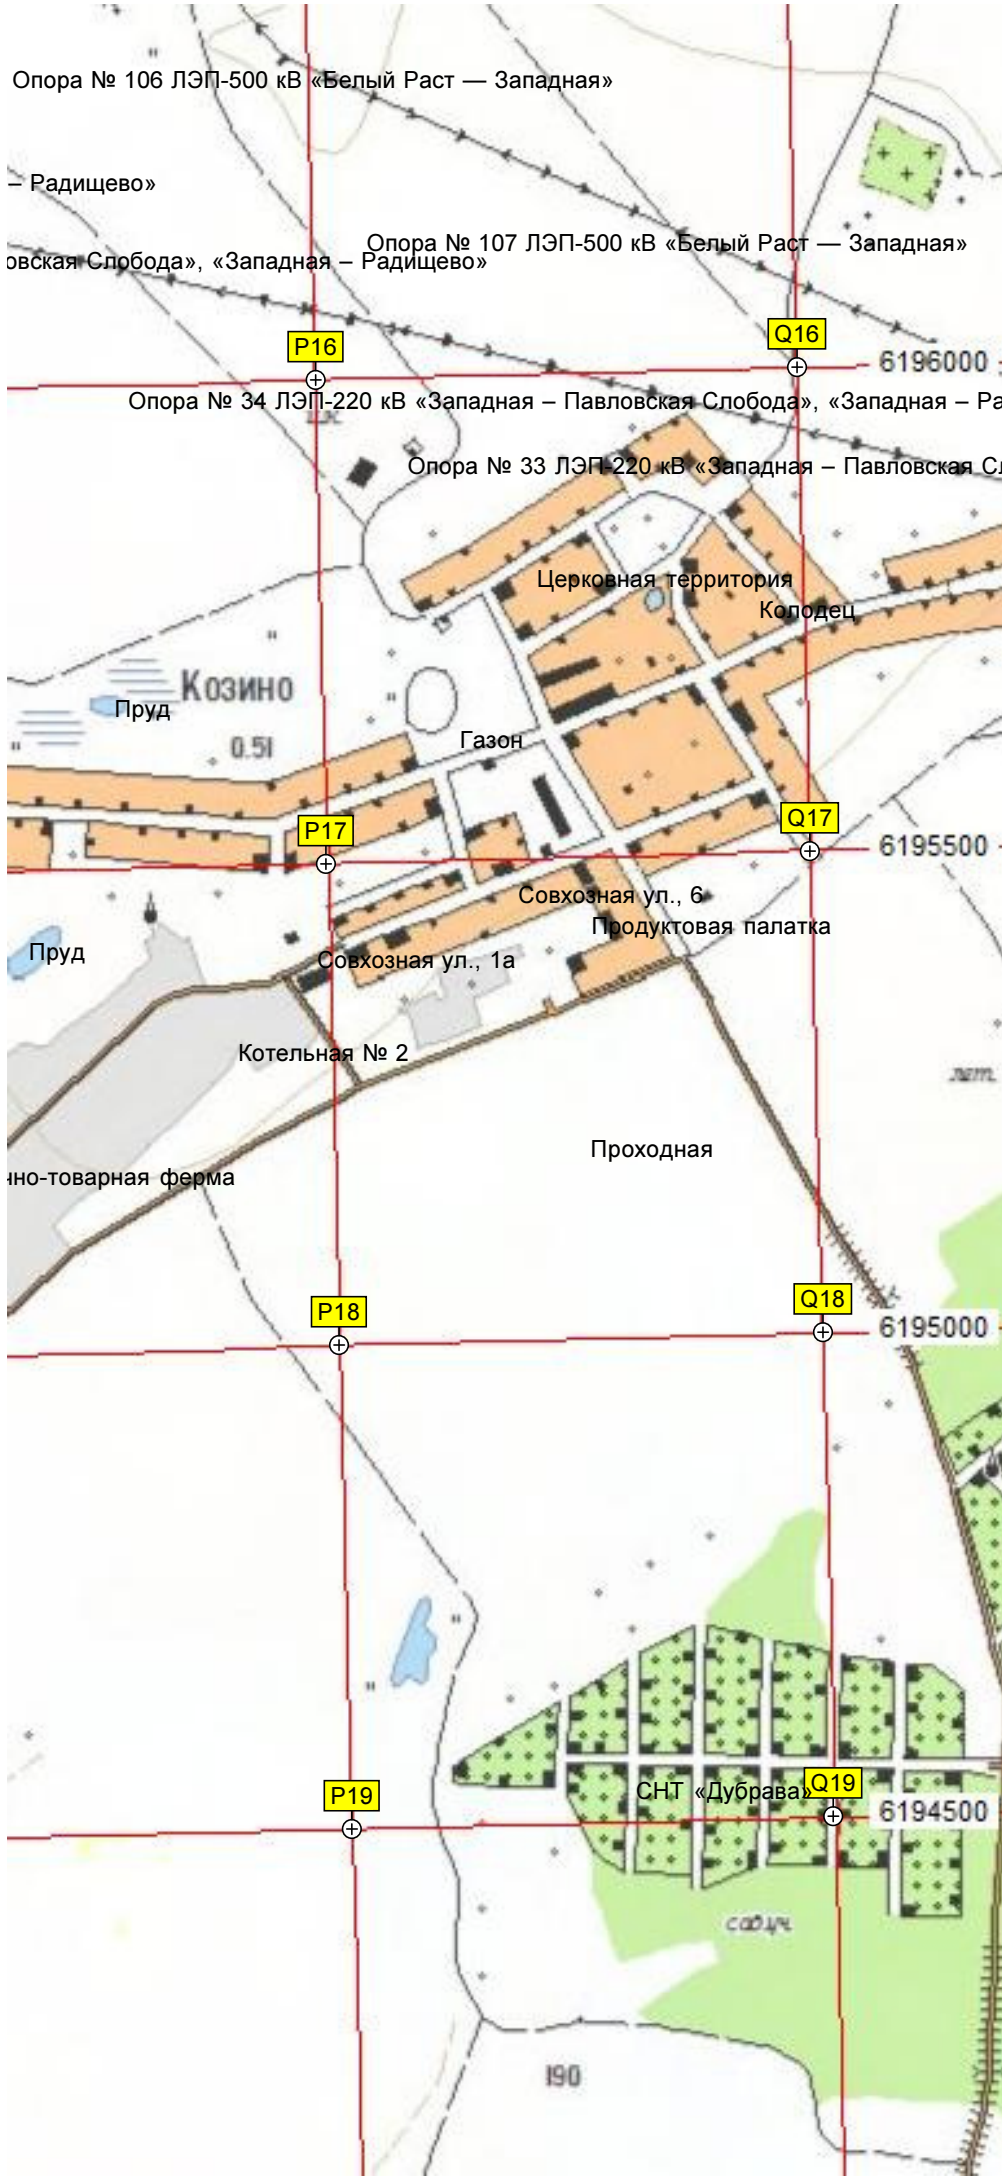 Опора № 106 ЛЭП-500 кВ «Белый Раст — Западная»
– Радищево»
Опора № 107 ЛЭП-500 кВ «Белый Раст — Западная»
овская Слобода», «Западная – Радищево»
P16
Q16
6196000
Опора № 34 ЛЭП-220 кВ «Западная – Павловская Слобода», «Западная – Ра
Опора № 33 ЛЭП-220 кВ «Западная – Павловская Сл
Церковная территория
Колодец
Козино
Пруд
Газон
0.51
P17
Q17
6195500
Совхозная ул., 6
Продуктовая палатка
Пруд
Совхозная ул., 1а
Котельная № 2
лет.
Проходная
чно-товарная ферма
P18
Q18
6195000
P19
СНТ «Дубрава»
Q19
6194500
сад.уч.
190